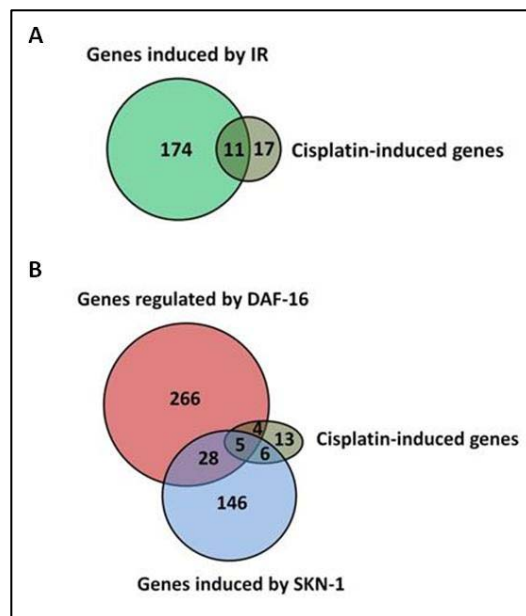 A
Genes induced by IR
174 11 17 Cisplatin-induced genes
B
Genes regulated by DAF-16
266
4
13
5
6
Cisplatin-induced genes
28
146
Genes induced by SKN-1